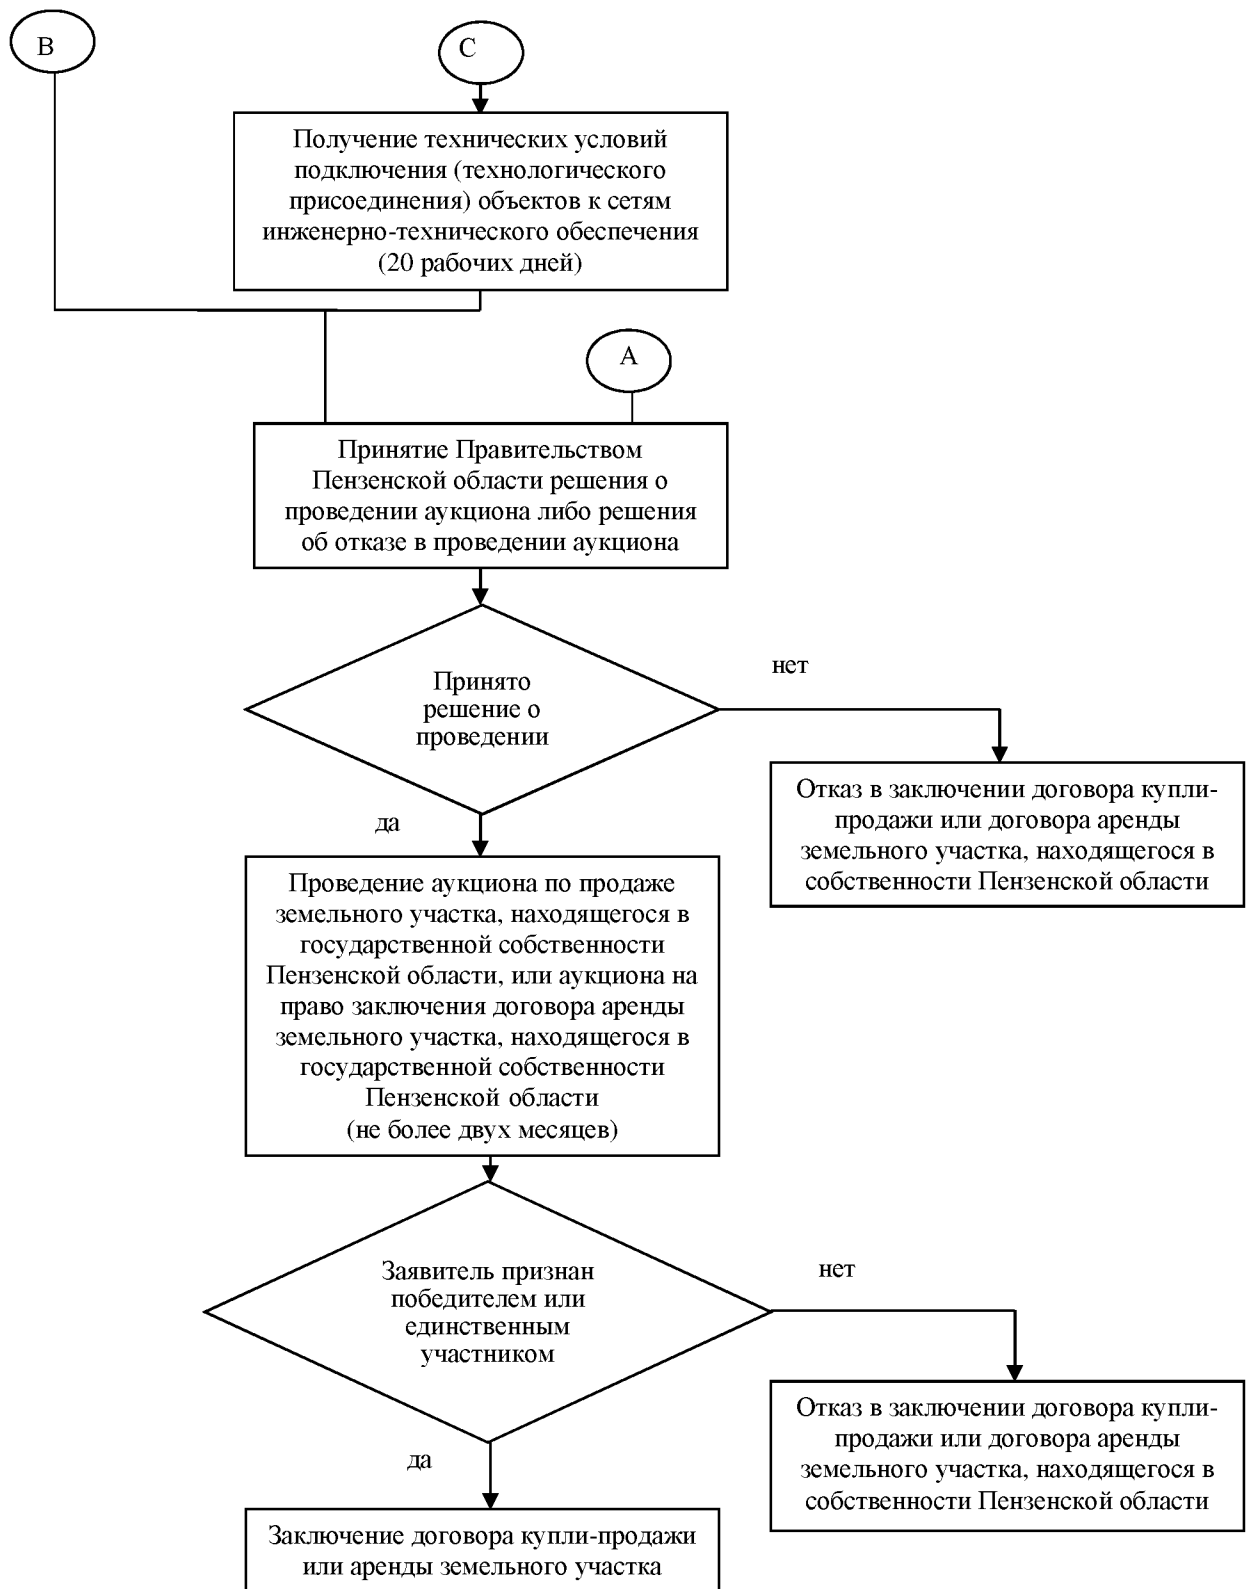 В
С
Получение технических условий
подключения (технологического
присоединения) объектов к сетям
инженерно-технического обеспечения
(20 рабочих дней)
А
Принятие Правительством
Пензенской области решения о
проведении аукциона либо решения
об отказе в проведении аукциона
нет
Принято
решение о
проведении
Отказ в заключении договора купли-
продажи или договора аренды
земельного участка, находящегося в
собственности Пензенской области
да
Проведение аукциона по продаже
земельного участка, находящегося в
государственной собственности
Пензенской области, или аукциона на
право заключения договора аренды
земельного участка, находящегося в
государственной собственности
Пензенской области
(не более двух месяцев)
Заявитель признан
победителем или
единственным
участником
нет
Отказ в заключении договора купли-
продажи или договора аренды
земельного участка, находящегося в
собственности Пензенской области
да
Заключение договора купли-продажи
или аренды земельного участка